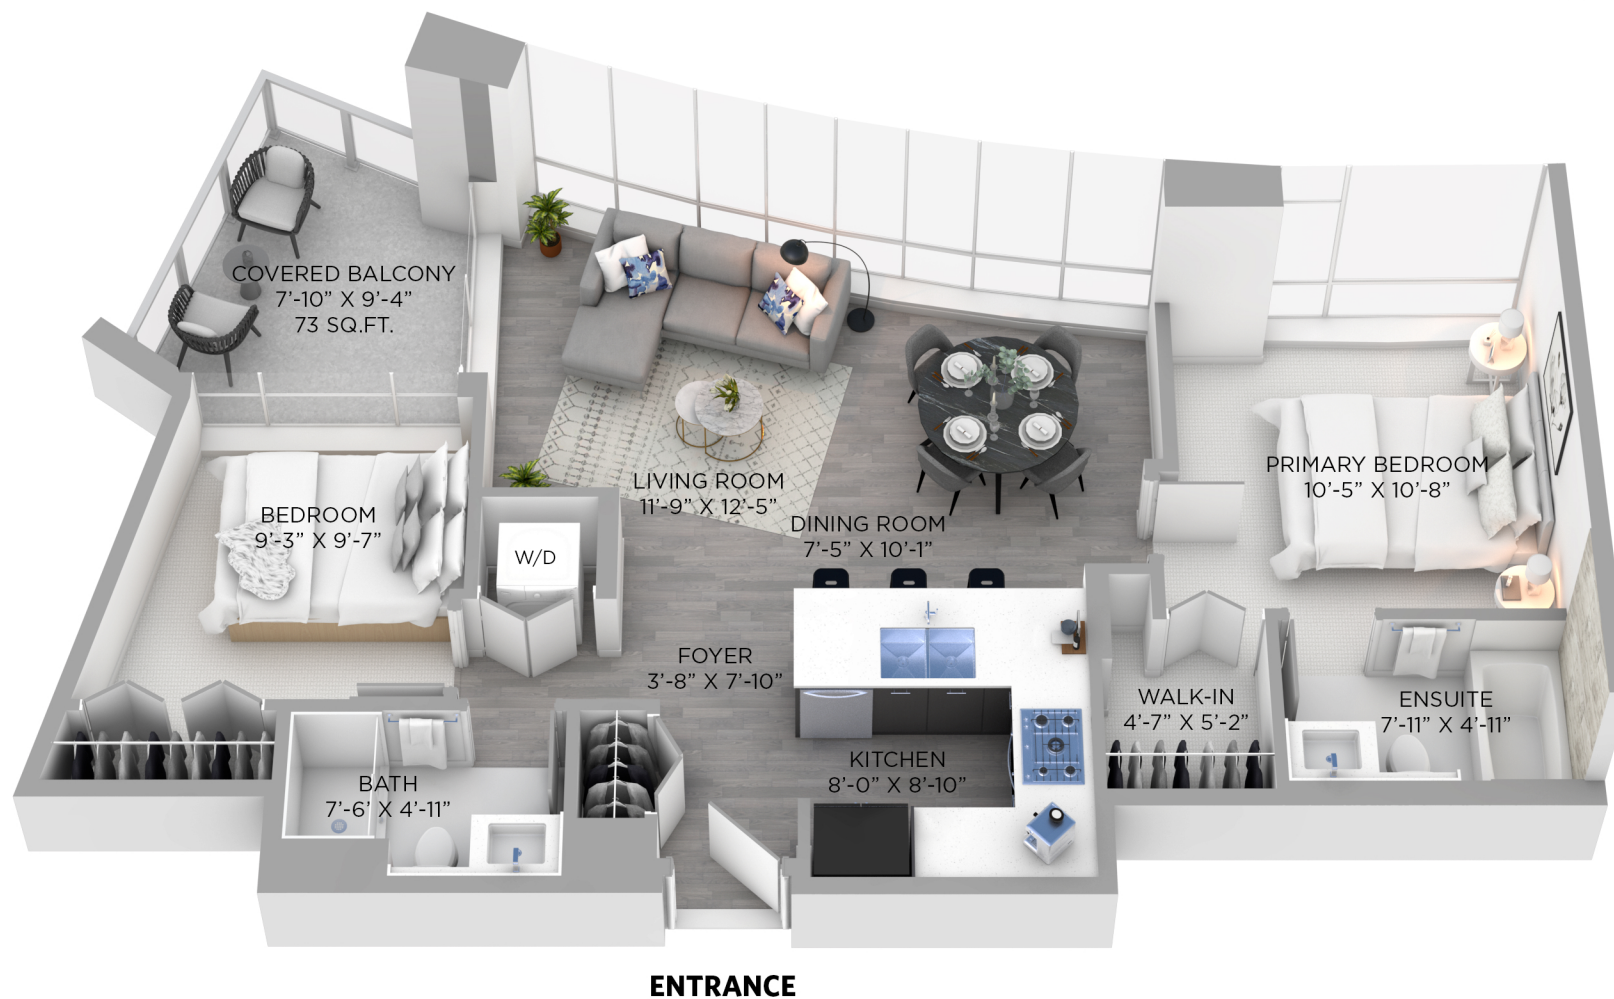 COVERED BALCONY
7'-10" X 9'-4"
73 SQ.FT.
LIVING ROOM
11'-9" X 12'-5"
DINING ROOM
7'-5" X 10'-1"
PRIMARY BEDROOM
10'-5" X 10'-8"
BEDROOM
9'-3" X 9'-7"
W/D
FOYER
3'-8" X 7'-10"
KITCHEN
8'-0" X 8'-10"
WALK-IN
4'-7" X 5'-2"
ENSUITE
7'-11" X 4'-11"
BATH
7'-6' X 4'-11"
ENTRANCE